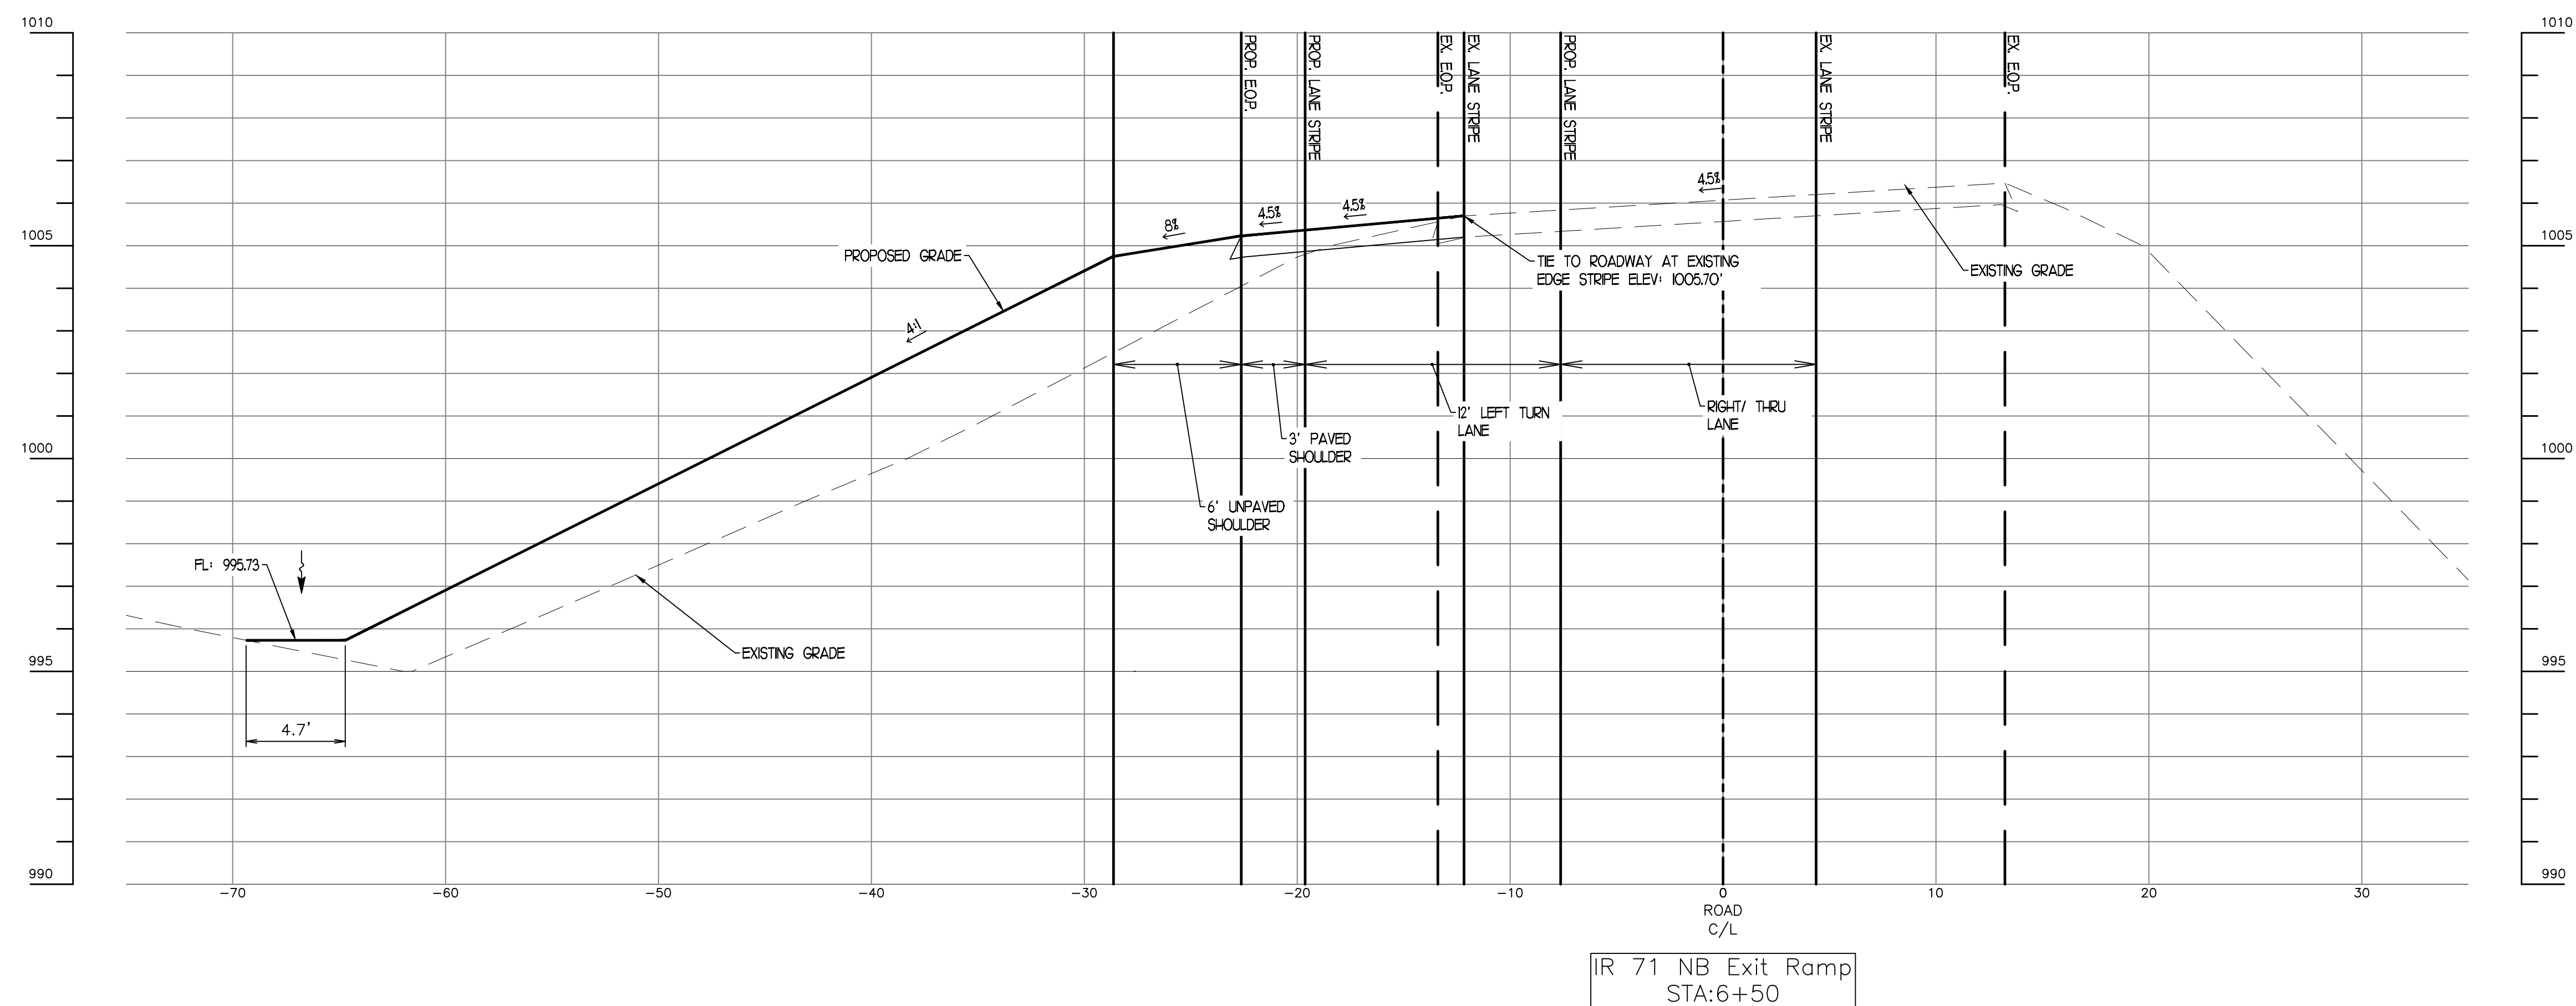 1010
1010
PROP. E.O.P.
PROP. LANE STRIPE
EX. E.O.P.
EX. LANE STRIPE
PROP. LANE STRIPE
EX. LANE STRIPE
EX. E.O.P.
4.5%
4.5%
4.5%
8%
1005
1005
PROPOSED GRADE
TIE TO ROADWAY AT EXISTING
EDGE STRIPE ELEV: 1005.70'
EXISTING GRADE
4:1
12' LEFT TURN
LANE
RIGHT/ THRU
LANE
3' PAVED
SHOULDER
1000
1000
6' UNPAVED
SHOULDER
FL: 995.73
EXISTING GRADE
995
995
4.7'
990
990
-70
-60
-50
-40
-30
-20
-10
0
10
20
30
ROAD
C/L
IR 71 NB Exit Ramp
STA:6+50